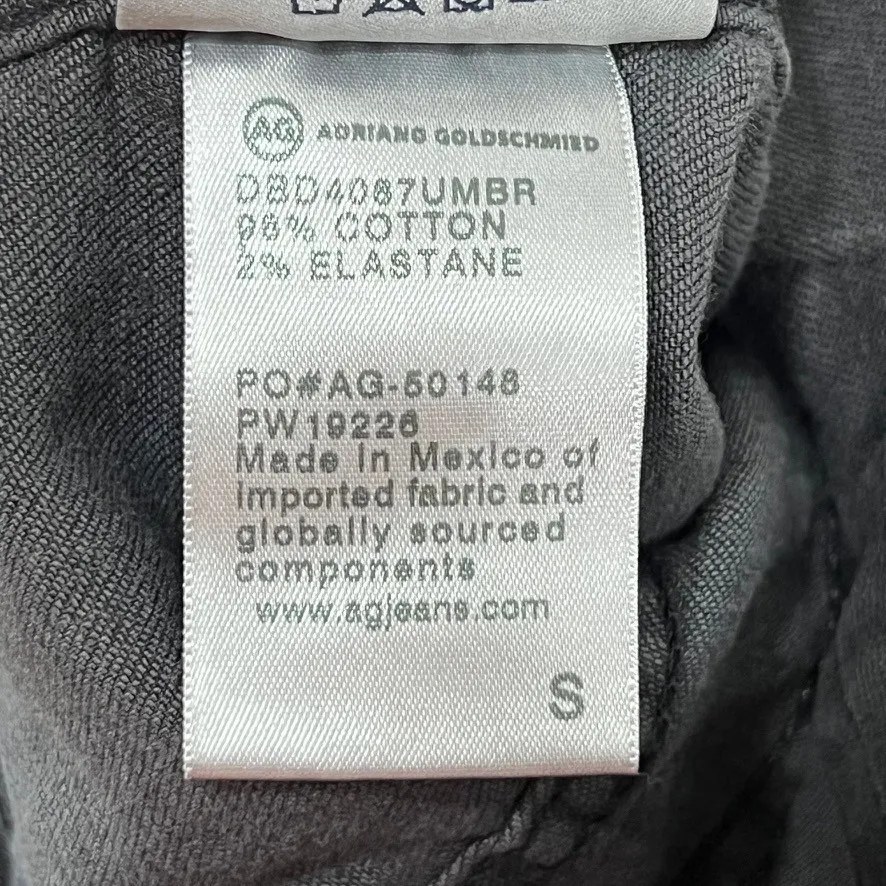 AG ADRIANO GOLDSCHMIED
DBD4087UMBR
98% COTTON
2% ELASTANE
PO#AG-50148
PW19226
Made in Mexico of
imported fabric and
globally sourced
components
www.agjeans.com
S